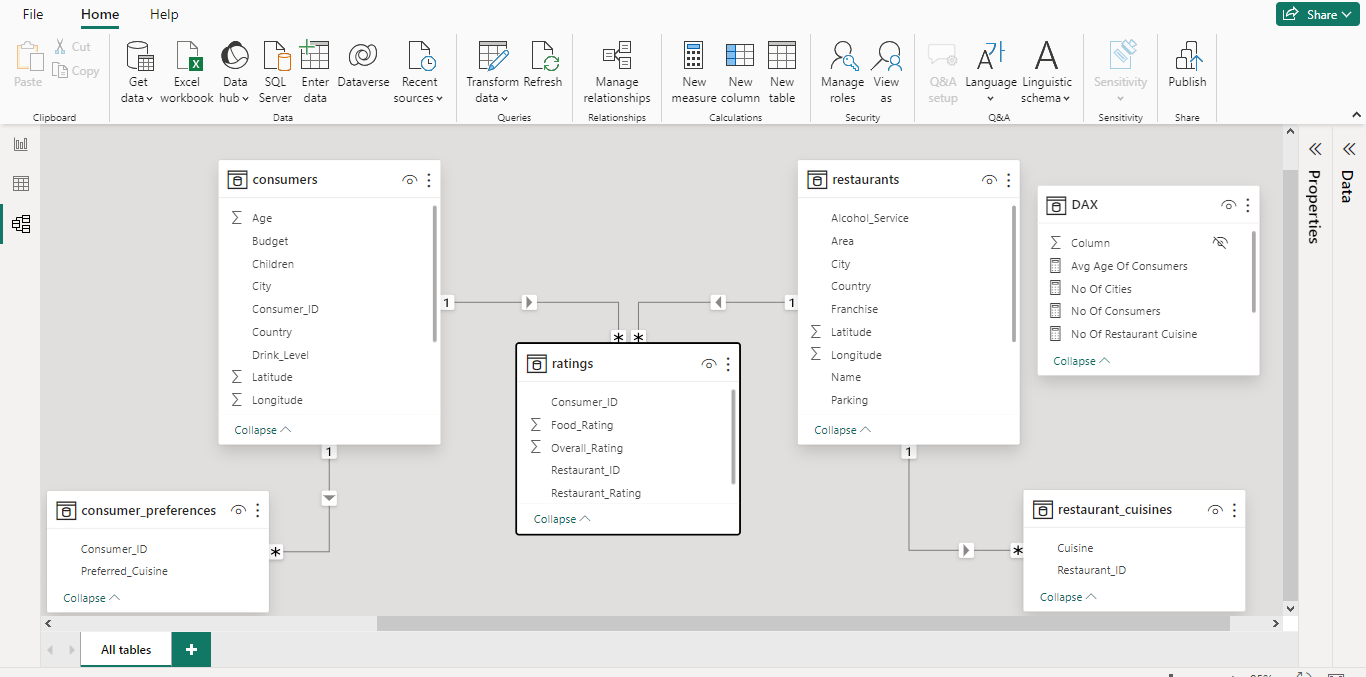 File
Home
Help
Share
Paste
Cut
Copy
Get
data
Excel
workbook
Data
hub
SQL
Server
Enter
data
Dataverse
Recent
sources
Transform
data
Refresh
Manage
relationships
New
measure
New
column
New
table
Manage
roles
View
as
Q&A
setup
Language
Linguistic
schema
Sensitivity
Publish
Clipboard
Data
Queries
Relationships
Calculations
Security
Q&A
Sensitivity
Share
consumers
Σ Age
Budget
Children
City
Consumer_ID
Country
Drink_Level
Σ Latitude
Σ Longitude
Collapse
1
1
restaurants
Alcohol_Service
Area
City
Country
Franchise
Σ Latitude
Σ Longitude
Name
Parking
Collapse
1
1
DAX
Σ Column
Avg Age Of Consumers
No Of Cities
No Of Consumers
No Of Restaurant Cuisine
Collapse
* *
ratings
Consumer_ID
Σ Food_Rating
Σ Overall_Rating
Restaurant_ID
Restaurant_Rating
Collapse
consumer_preferences
Consumer_ID
Preferred_Cuisine
Collapse
*
restaurant_cuisines
Cuisine
Restaurant_ID
Collapse
*
Properties
Data
All tables
+